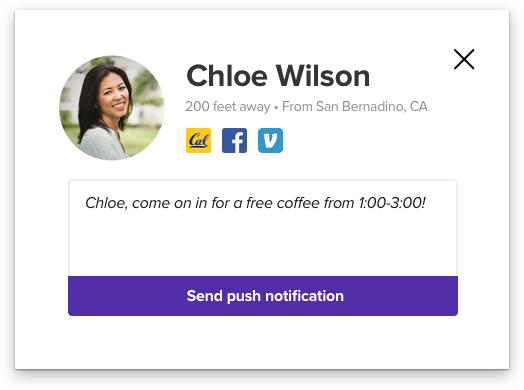 Chloe Wilson
200 feet away • From San Bernadino, CA
Cal
f
V
Chloe, come on in for a free coffee from 1:00-3:00!
Send push notification